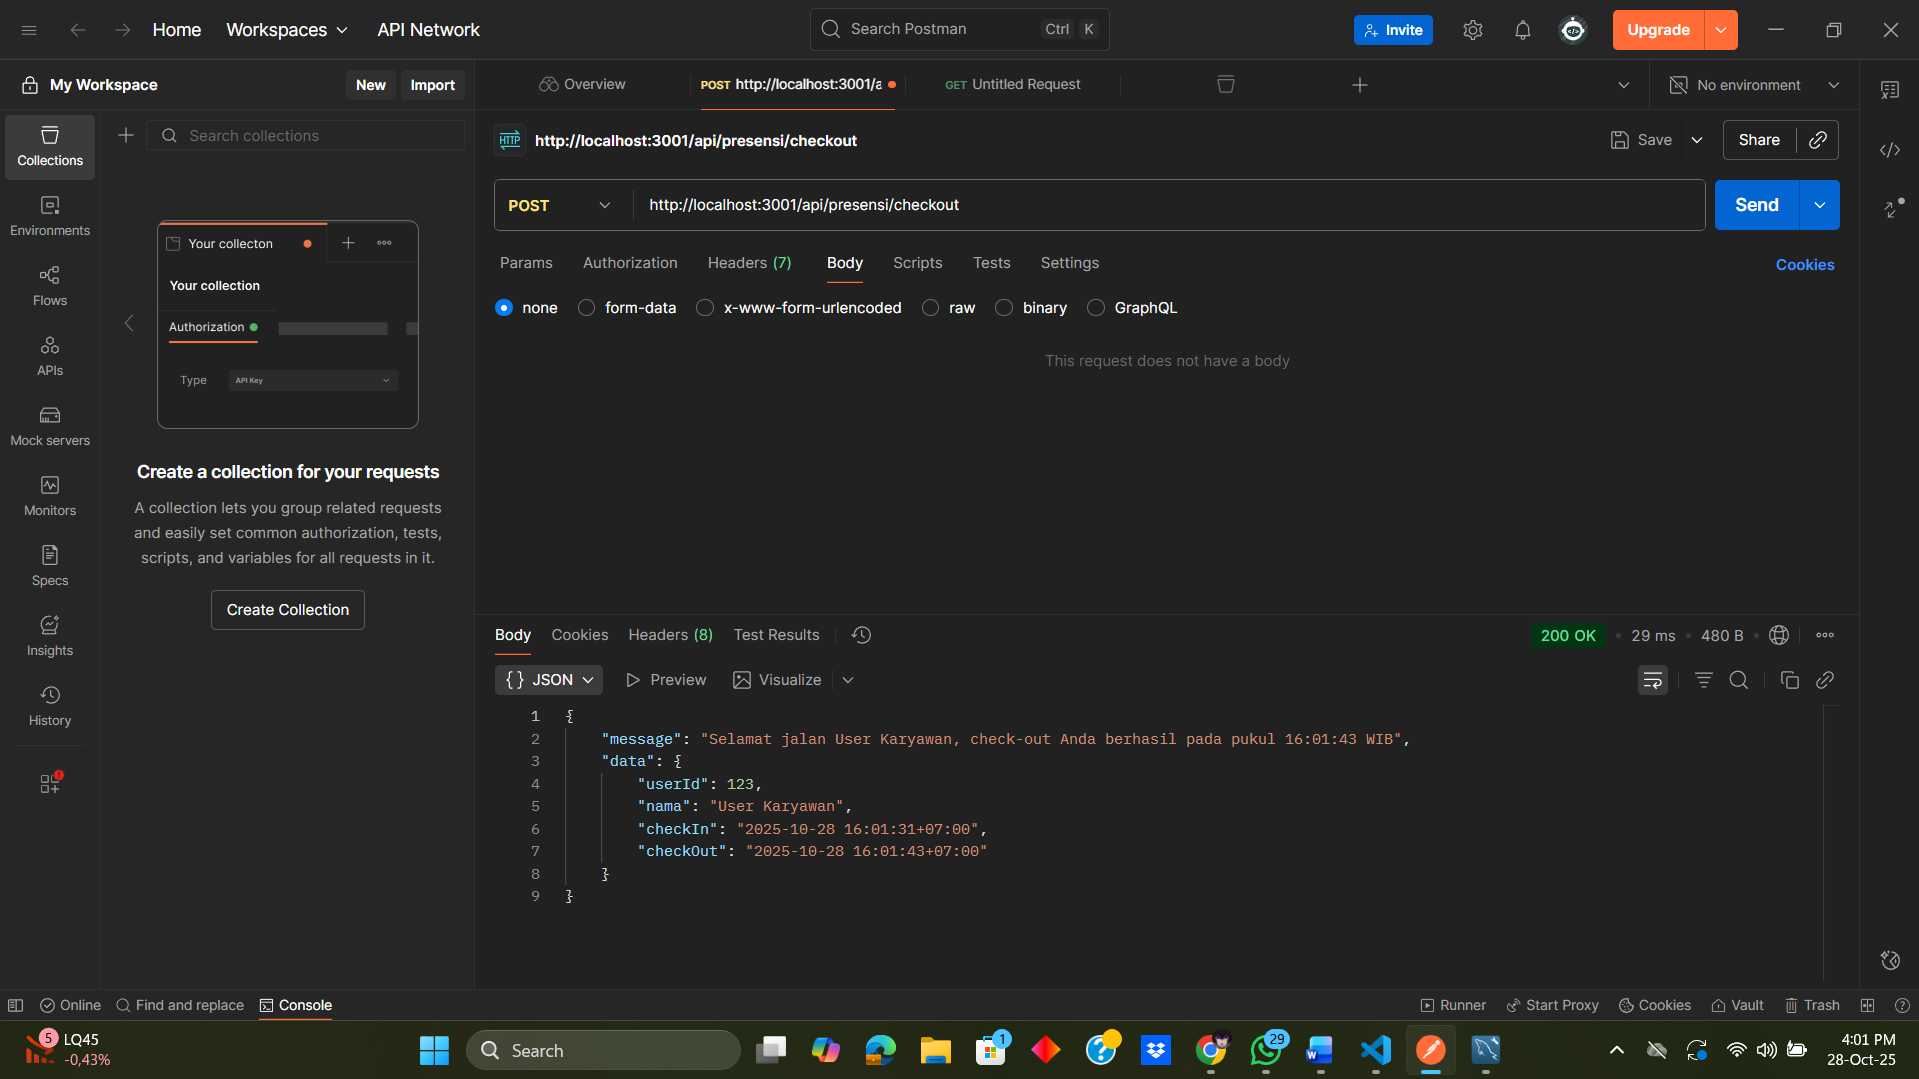 Home Workspaces API Network
Search Postman Ctrl K
Invite Upgrade
My Workspace New Import
Overview POST http://localhost:3001/a GET Untitled Request No environment
Collections
Search collections
http://localhost:3001/api/presensi/checkout
Save Share
Environments
POST http://localhost:3001/api/presensi/checkout Send
Your collecton
Your collection
Authorization
Type API Key
Params Authorization Headers (7) Body Scripts Tests Settings Cookies
none form-data x-www-form-urlencoded raw binary GraphQL
This request does not have a body
Flows
APIs
Mock servers
Monitors
Specs
Insights
History
Create a collection for your requests
A collection lets you group related requests
and easily set common authorization, tests,
scripts, and variables for all requests in it.
Create Collection
Body Cookies Headers (8) Test Results 200 OK 29 ms 480 B
{} JSON Preview Visualize
1 {
2 "message": "Selamat jalan User Karyawan, check-out Anda berhasil pada pukul 16:01:43 WIB",
3 "data": {
4 "userId": 123,
5 "nama": "User Karyawan",
6 "checkIn": "2025-10-28 16:01:31+07:00",
7 "checkOut": "2025-10-28 16:01:43+07:00"
8 }
9 }
Online Find and replace Console Runner Start Proxy Cookies Vault Trash
5 LQ45
-0,43%
Search
1
29
4:01 PM
28-Oct-25